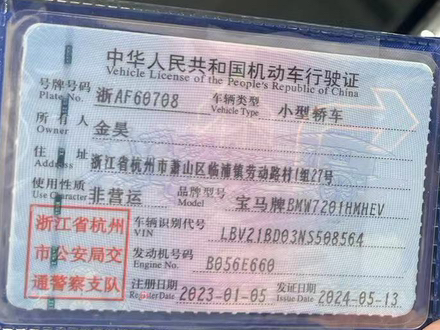 中华人民共和国机动车行驶证
Vehicle License of the People's Republic of China
号牌号码 浙AF60708 车辆类型 小型轿车
Plate No. Vehicle Type
所有人 金昊
Owner
住址 浙江省杭州市萧山区临浦镇劳动路村1组27号
Address
使用性质 非营运 品牌型号 宝马牌BMW7201HMHEV
Use Character Model
浙江省杭州
市公安局交
通警察支队
车辆识别代号 LBV21BD03NS508564
VIN
发动机号码 B056E660
Engine No.
注册日期 2023-01-05 发证日期 2024-05-13
Register Date Issue Date